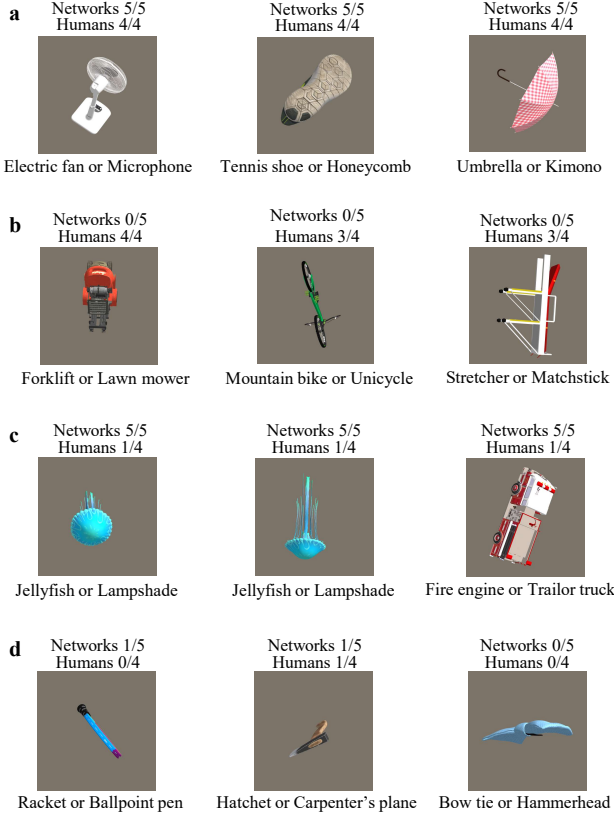 a
Networks 5/5
Humans 4/4
Networks 5/5
Humans 4/4
Networks 5/5
Humans 4/4
Electric fan or Microphone
Tennis shoe or Honeycomb
Umbrella or Kimono
b
Networks 0/5
Humans 4/4
Networks 0/5
Humans 3/4
Networks 0/5
Humans 3/4
Forklift or Lawn mower
Mountain bike or Unicycle
Stretcher or Matchstick
c
Networks 5/5
Humans 1/4
Networks 5/5
Humans 1/4
Networks 5/5
Humans 1/4
Jellyfish or Lampshade
Jellyfish or Lampshade
Fire engine or Trailor truck
d
Networks 1/5
Humans 0/4
Networks 1/5
Humans 1/4
Networks 0/5
Humans 0/4
Racket or Ballpoint pen
Hatchet or Carpenter's plane
Bow tie or Hammerhead